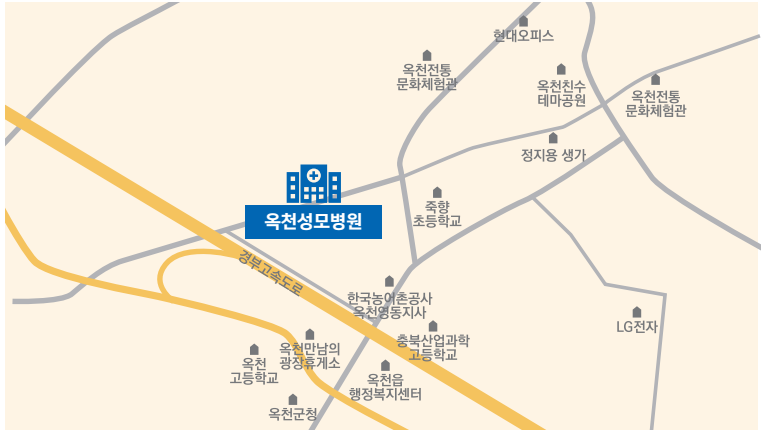 현대오피스
옥천전통
문화체험관
옥천친수
테마공원
옥천전통
문화체험관
정지용 생가
옥천성모병원
죽향
초등학교
경부고속도로
한국농어촌공사
옥천영동지사
LG전자
충북산업과학
고등학교
옥천만남의
광장휴게소
옥천
고등학교
옥천읍
행정복지센터
옥천군청